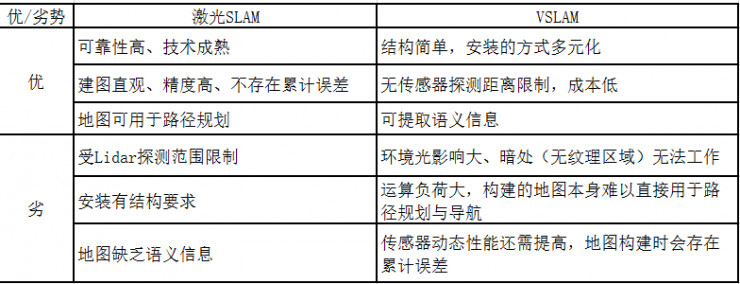 优/劣势 激光SLAM VSLAM
优
可靠性高、技术成熟 结构简单，安装的方式多元化
建图直观、精度高、不存在累计误差 无传感器探测距离限制，成本低
地图可用于路径规划 可提取语义信息
劣
受Lidar探测范围限制 环境光影响大、暗处（无纹理区域）无法工作
安装有结构要求 运算负荷大，构建的地图本身难以直接用于路
径规划与导航
地图缺乏语义信息 传感器动态性能还需提高，地图构建时会存在
累计误差